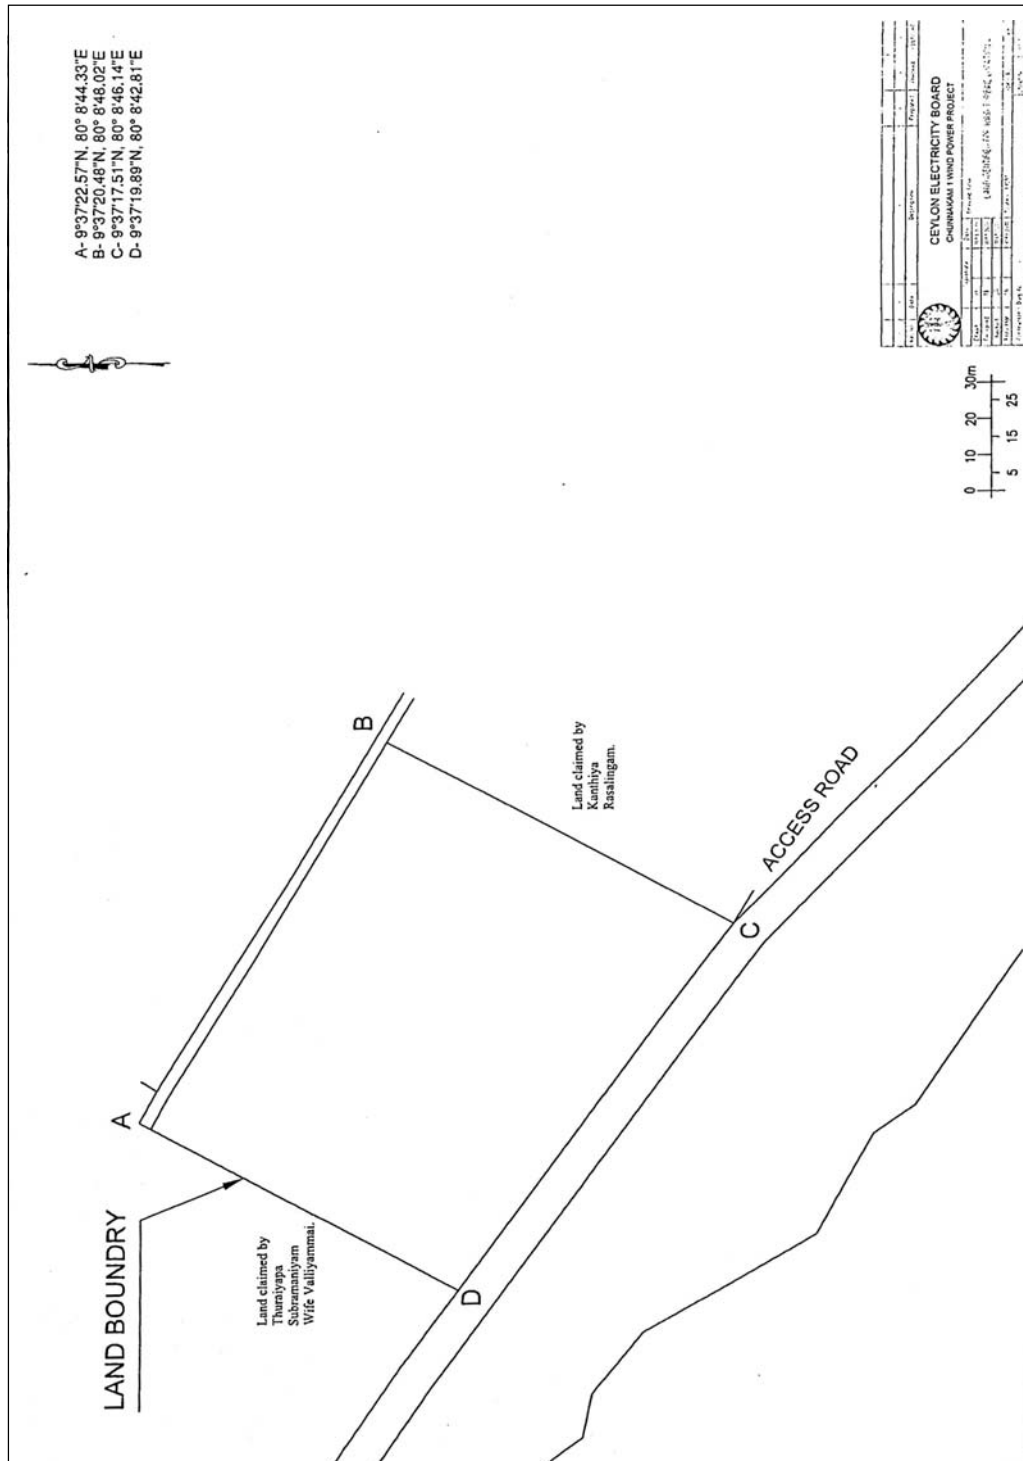 A- 9°37'22.57"N, 80° 8'44.33"E
B- 9°37'20.48"N, 80° 8'48.02"E
C- 9°37'17.51"N, 80° 8'46.14"E
D- 9°37'19.89"N, 80° 8'42.81"E
LAND BOUNDRY
A
B
Land claimed by
Thuraiyapa
Subramaniyam
Wife Valliyammai.
Land claimed by
Kanthiya
Rasalingam.
D
C
ACCESS ROAD
0 10 20 30m
5 15 25
Description
Date
CEYLON ELECTRICITY BOARD
CHUNNAKAM 1 WIND POWER PROJECT